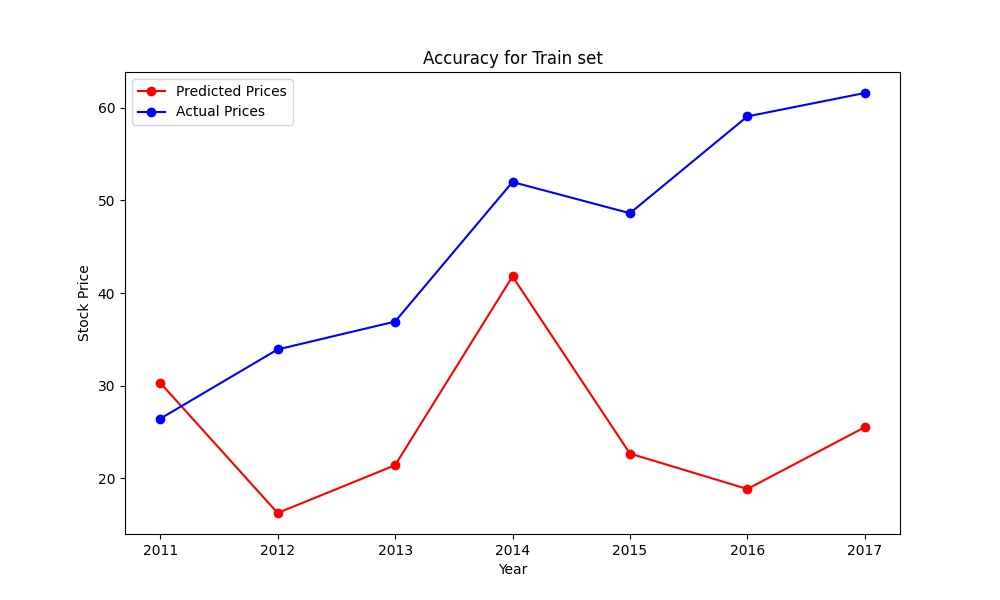 Accuracy for Train set
Predicted Prices
Actual Prices
60
50
40
30
20
Stock Price
2011 2012 2013 2014 2015 2016 2017
Year